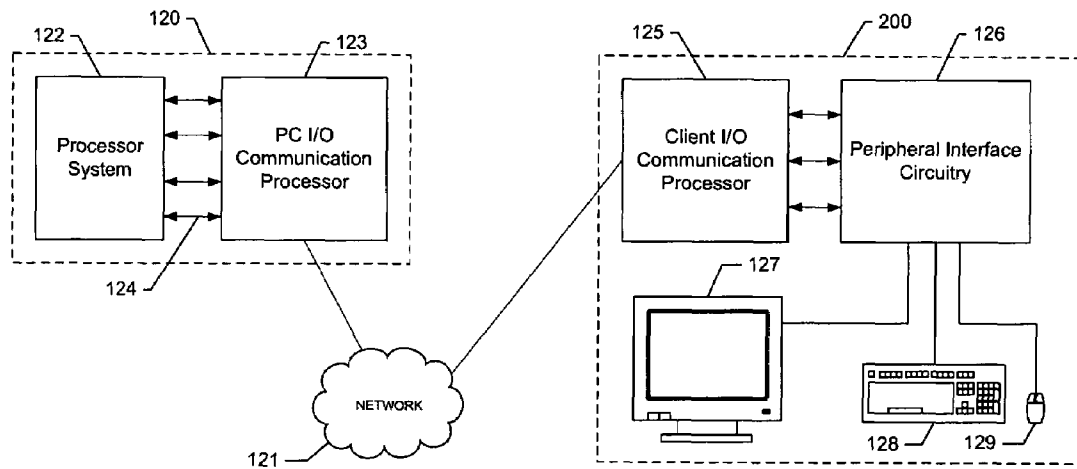 120
200
122
123
125
126
Processor
System
PC I/O
Communication
Processor
Client I/O
Communication
Processor
Peripheral Interface
Circuitry
124
127
NETWORK
121
128
129